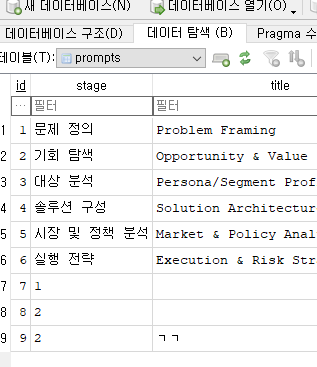 새 데이터베이스(N) 데이터베이스 열기(O)
데이터베이스 구조(D) 데이터 탐색 (B) Pragma 수
테이블(T): prompts
id stage title
... 필터 필터
1 1 문제 정의 Problem Framing
2 2 기회 탐색 Opportunity & Value
3 3 대상 분석 Persona/Segment Prof
4 4 솔루션 구성 Solution Architectur
5 5 시장 및 정책 분석 Market & Policy Anal
6 6 실행 전략 Execution & Risk Str
7 7 1
8 8 2
9 9 2 ㄱㄱ